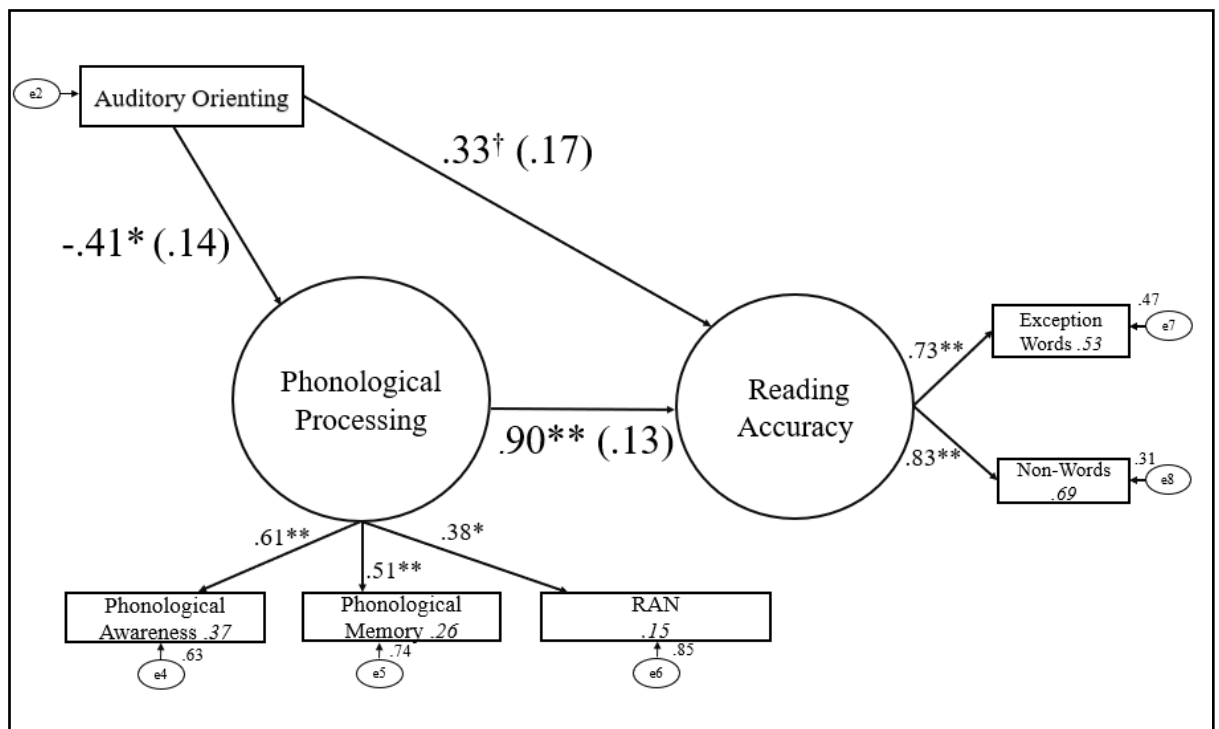 e2
Auditory Orienting
.33† (.17)
-.41* (.14)
Phonological
Processing
.90** (.13)
Reading
Accuracy
.73**
.83**
Exception
Words .53
.47
e7
Non-Words
.69
.31
e8
.61**
.51**
.38*
Phonological
Awareness .37
.63
e4
Phonological
Memory .26
.74
e5
RAN
.15
.85
e6